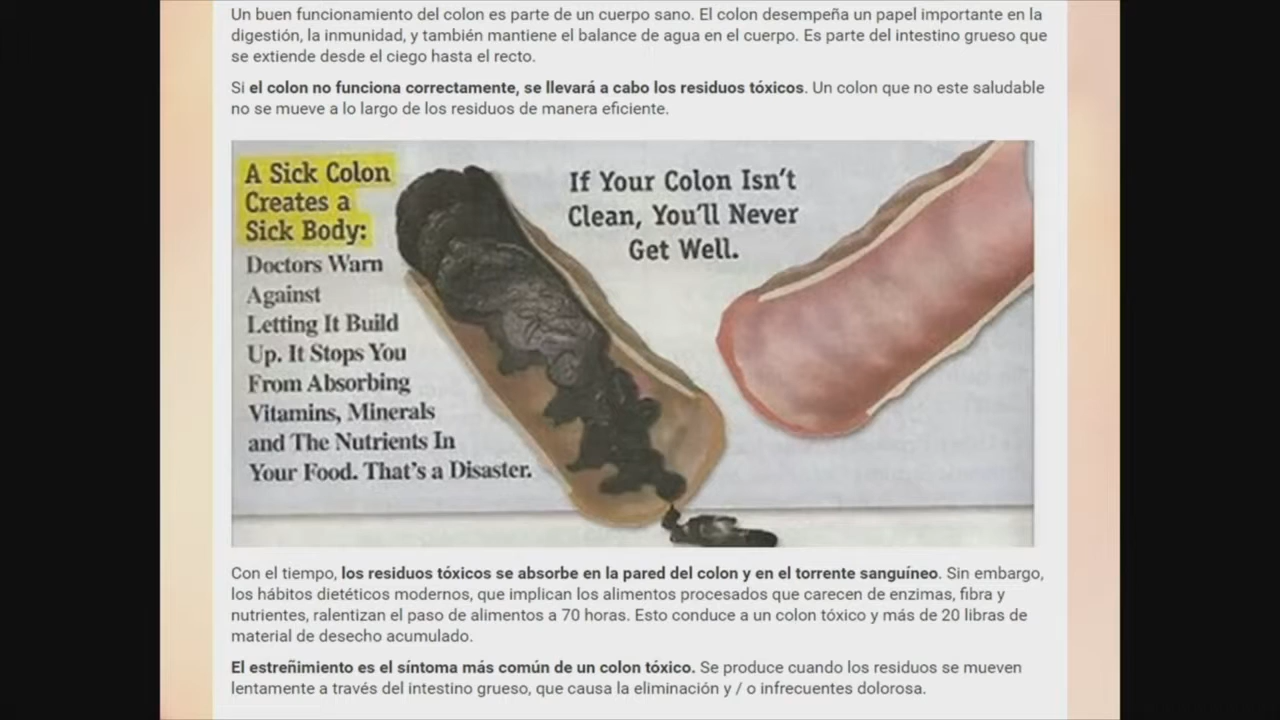 Un buen funcionamiento del colon es parte de un cuerpo sano. El colon desempeña un papel importante en la
digestión, la inmunidad, y también mantiene el balance de agua en el cuerpo. Es parte del intestino grueso que
se extiende desde el ciego hasta el recto.
Si el colon no funciona correctamente, se llevará a cabo los residuos tóxicos. Un colon que no este saludable
no se mueve a lo largo de los residuos de manera eficiente.
A Sick Colon
Creates a
Sick Body:
Doctors Warn
Against
Letting It Build
Up. It Stops You
From Absorbing
Vitamins, Minerals
and The Nutrients In
Your Food. That's a Disaster.
If Your Colon Isn't
Clean, You'll Never
Get Well.
Con el tiempo, los residuos tóxicos se absorbe en la pared del colon y en el torrente sanguíneo. Sin embargo,
los hábitos dietéticos modernos, que implican los alimentos procesados que carecen de enzimas, fibra y
nutrientes, ralentizan el paso de alimentos a 70 horas. Esto conduce a un colon tóxico y más de 20 libras de
material de desecho acumulado.
El estreñimiento es el síntoma más común de un colon tóxico. Se produce cuando los residuos se mueven
lentamente a través del intestino grueso, que causa la eliminación y / o infrecuentes dolorosa.